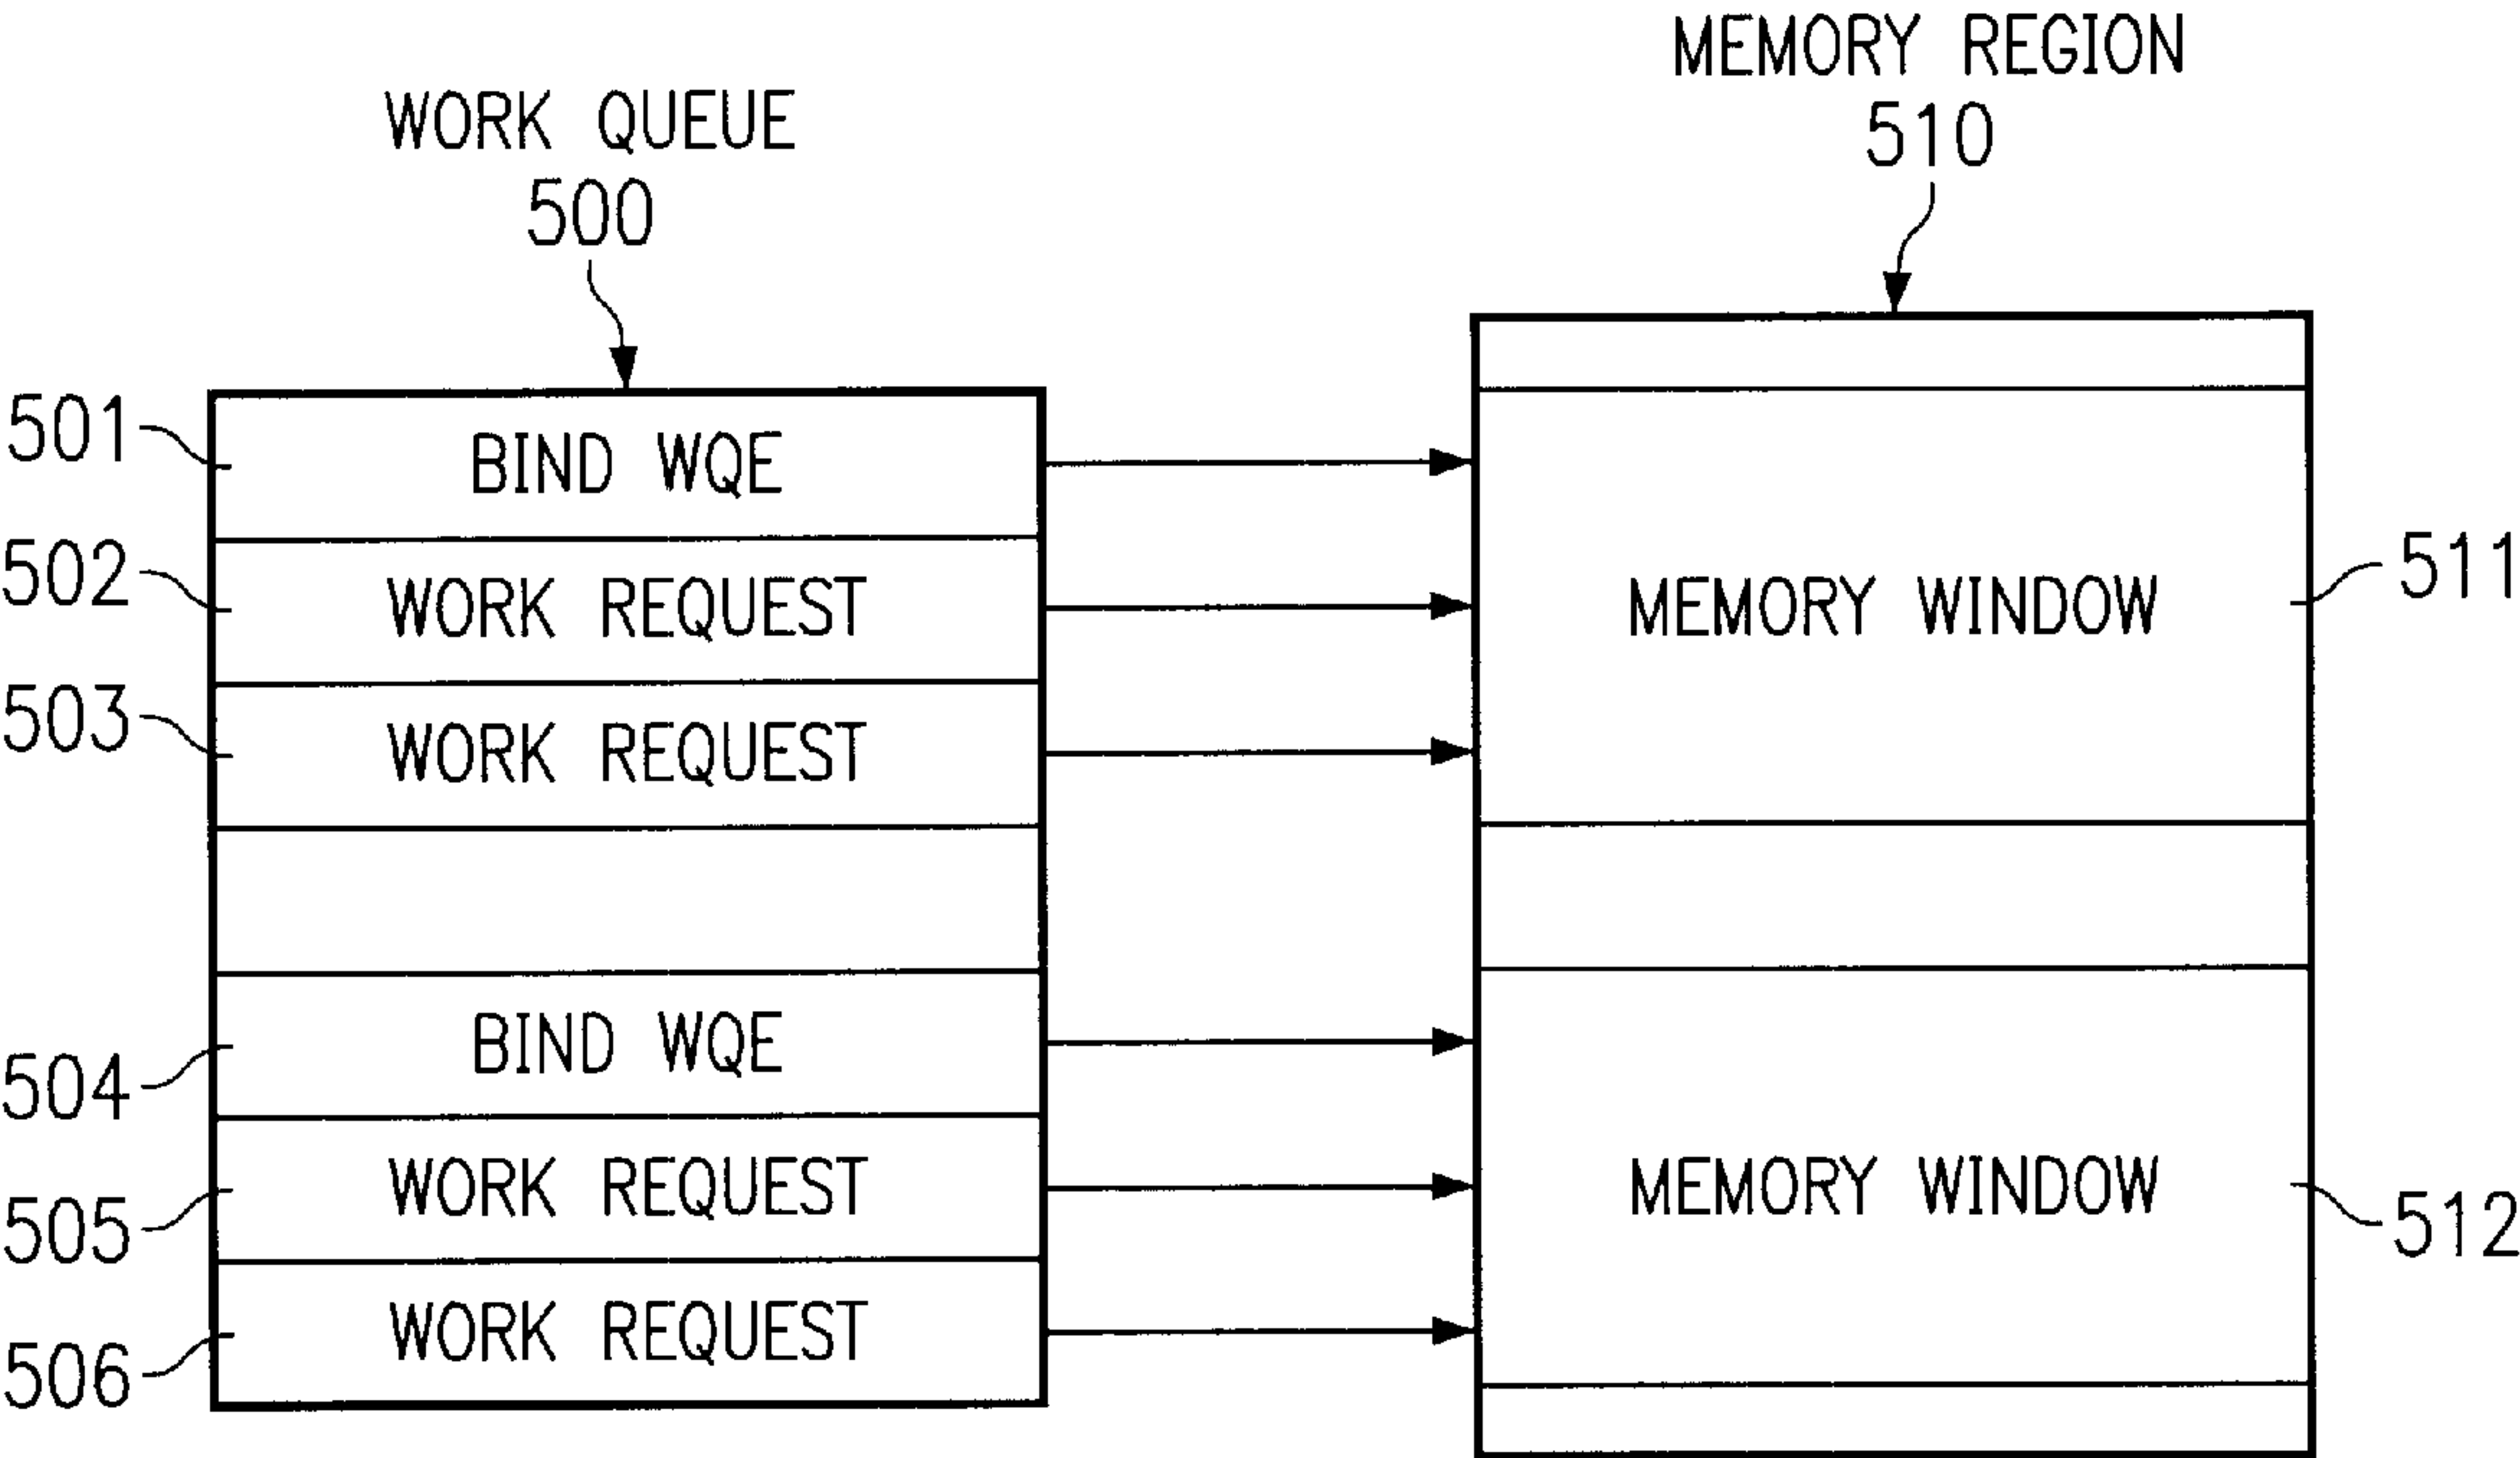 MEMORY REGION
510
WORK QUEUE
500
501
BIND WQE
502
WORK REQUEST
503
WORK REQUEST
MEMORY WINDOW
511
504
BIND WQE
505
WORK REQUEST
506
WORK REQUEST
MEMORY WINDOW
512